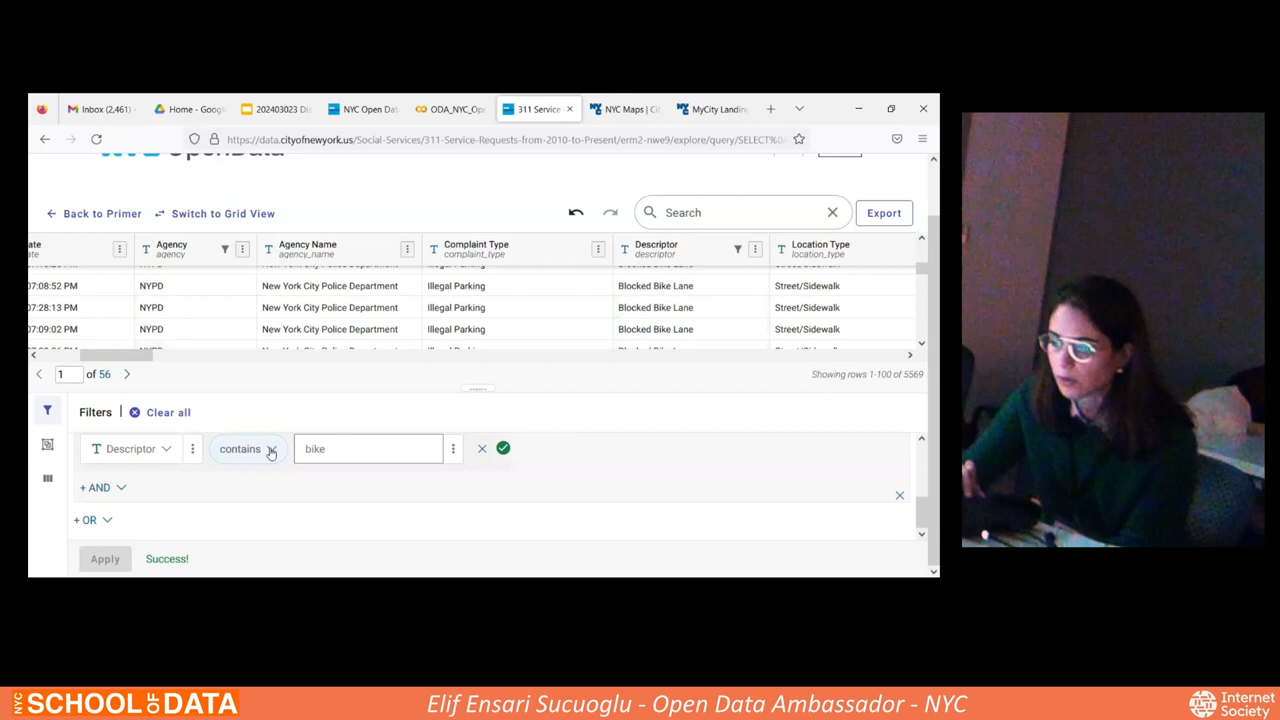 Inbox (2,461) -
Home - Goog
202403023 Di
NYC Open Dat
ODA_NYC_Op
311 Service
NYC Maps | Ci
MyCity Landin
https://data.cityofnewyork.us/Social-Services/311-Service-Requests-from-2010-to-Present/erm2-nwe9/explore/query/SELECT%0
OpenData
Back to Primer
Switch to Grid View
Search
Export
ate
date
Agency
agency
Agency Name
agency_name
Complaint Type
complaint_type
Descriptor
descriptor
Location Type
location_type
07:08:52 PM NYPD New York City Police Department Illegal Parking Blocked Bike Lane Street/Sidewalk
07:28:13 PM NYPD New York City Police Department Illegal Parking Blocked Bike Lane Street/Sidewalk
07:09:02 PM NYPD New York City Police Department Illegal Parking Blocked Bike Lane Street/Sidewalk
1 of 56
Showing rows 1-100 of 5569
Filters
Clear all
Descriptor
contains
bike
+ AND
+ OR
Apply
Success!
NYC SCHOOL OF DATA
Elif Ensari Sucuoglu - Open Data Ambassador - NYC
Internet
Society